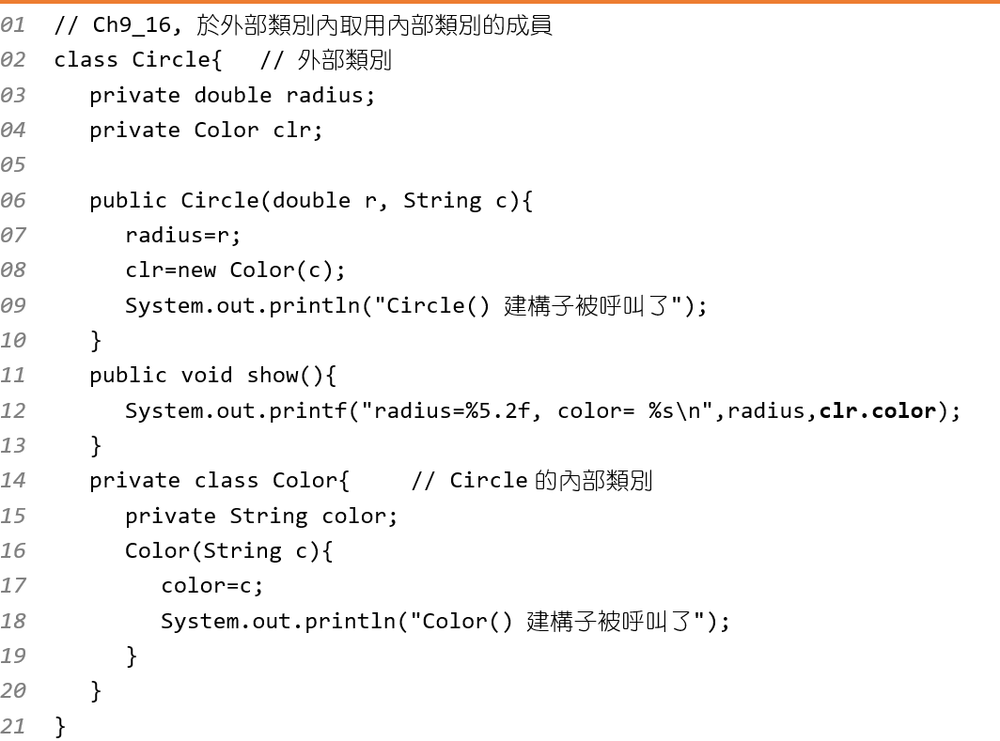 01 // Ch9_16, 於外部類別內取用內部類別的成員
02 class Circle{ // 外部類別
03 private double radius;
04 private Color clr;
05
06 public Circle(double r, String c){
07 radius=r;
08 clr=new Color(c);
09 System.out.println("Circle() 建構子被呼叫了");
10 }
11 public void show(){
12 System.out.printf("radius=%5.2f, color= %s\n",radius,clr.color);
13 }
14 private class Color{ // Circle 的內部類別
15 private String color;
16 Color(String c){
17 color=c;
18 System.out.println("Color() 建構子被呼叫了");
19 }
20 }
21 }